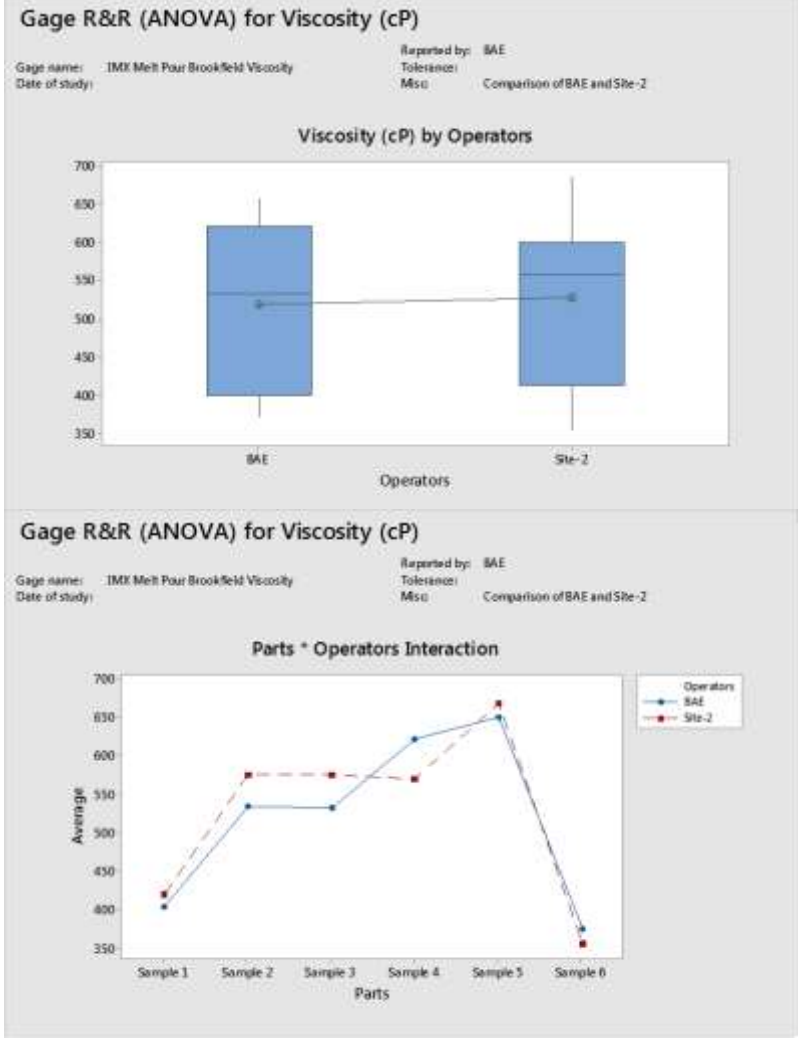 Gage R&R (ANOVA) for Viscosity (cP)
Reported by: BAE
Gage name: IMX Melt Pour Brookfield Viscosity Tolerance:
Date of study: Misc: Comparison of BAE and Site-2
Viscosity (cP) by Operators
700
650
600
550
500
450
400
350
BAE Site-2
Operators
Gage R&R (ANOVA) for Viscosity (cP)
Reported by: BAE
Gage name: IMX Melt Pour Brookfield Viscosity Tolerance:
Date of study: Misc: Comparison of BAE and Site-2
Parts * Operators Interaction
Operators
BAE
Site-2
Average
700
650
600
550
500
450
400
350
Sample 1 Sample 2 Sample 3 Sample 4 Sample 5 Sample 6
Parts